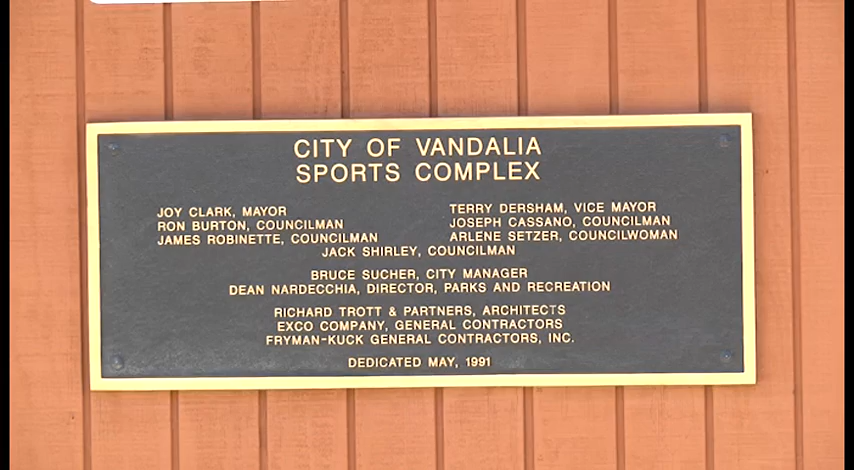 CITY OF VANDALIA
SPORTS COMPLEX
JOY CLARK, MAYOR
TERRY DERSHAM, VICE MAYOR
RON BURTON, COUNCILMAN
JOSEPH CASSANO, COUNCILMAN
JAMES ROBINETTE, COUNCILMAN
ARLENE SETZER, COUNCILWOMAN
JACK SHIRLEY, COUNCILMAN
BRUCE SUCHER, CITY MANAGER
DEAN NARDECCHIA, DIRECTOR, PARKS AND RECREATION
RICHARD TROTT & PARTNERS, ARCHITECTS
EXCO COMPANY, GENERAL CONTRACTORS
FRYMAN-KUCK GENERAL CONTRACTORS, INC.
DEDICATED MAY, 1991